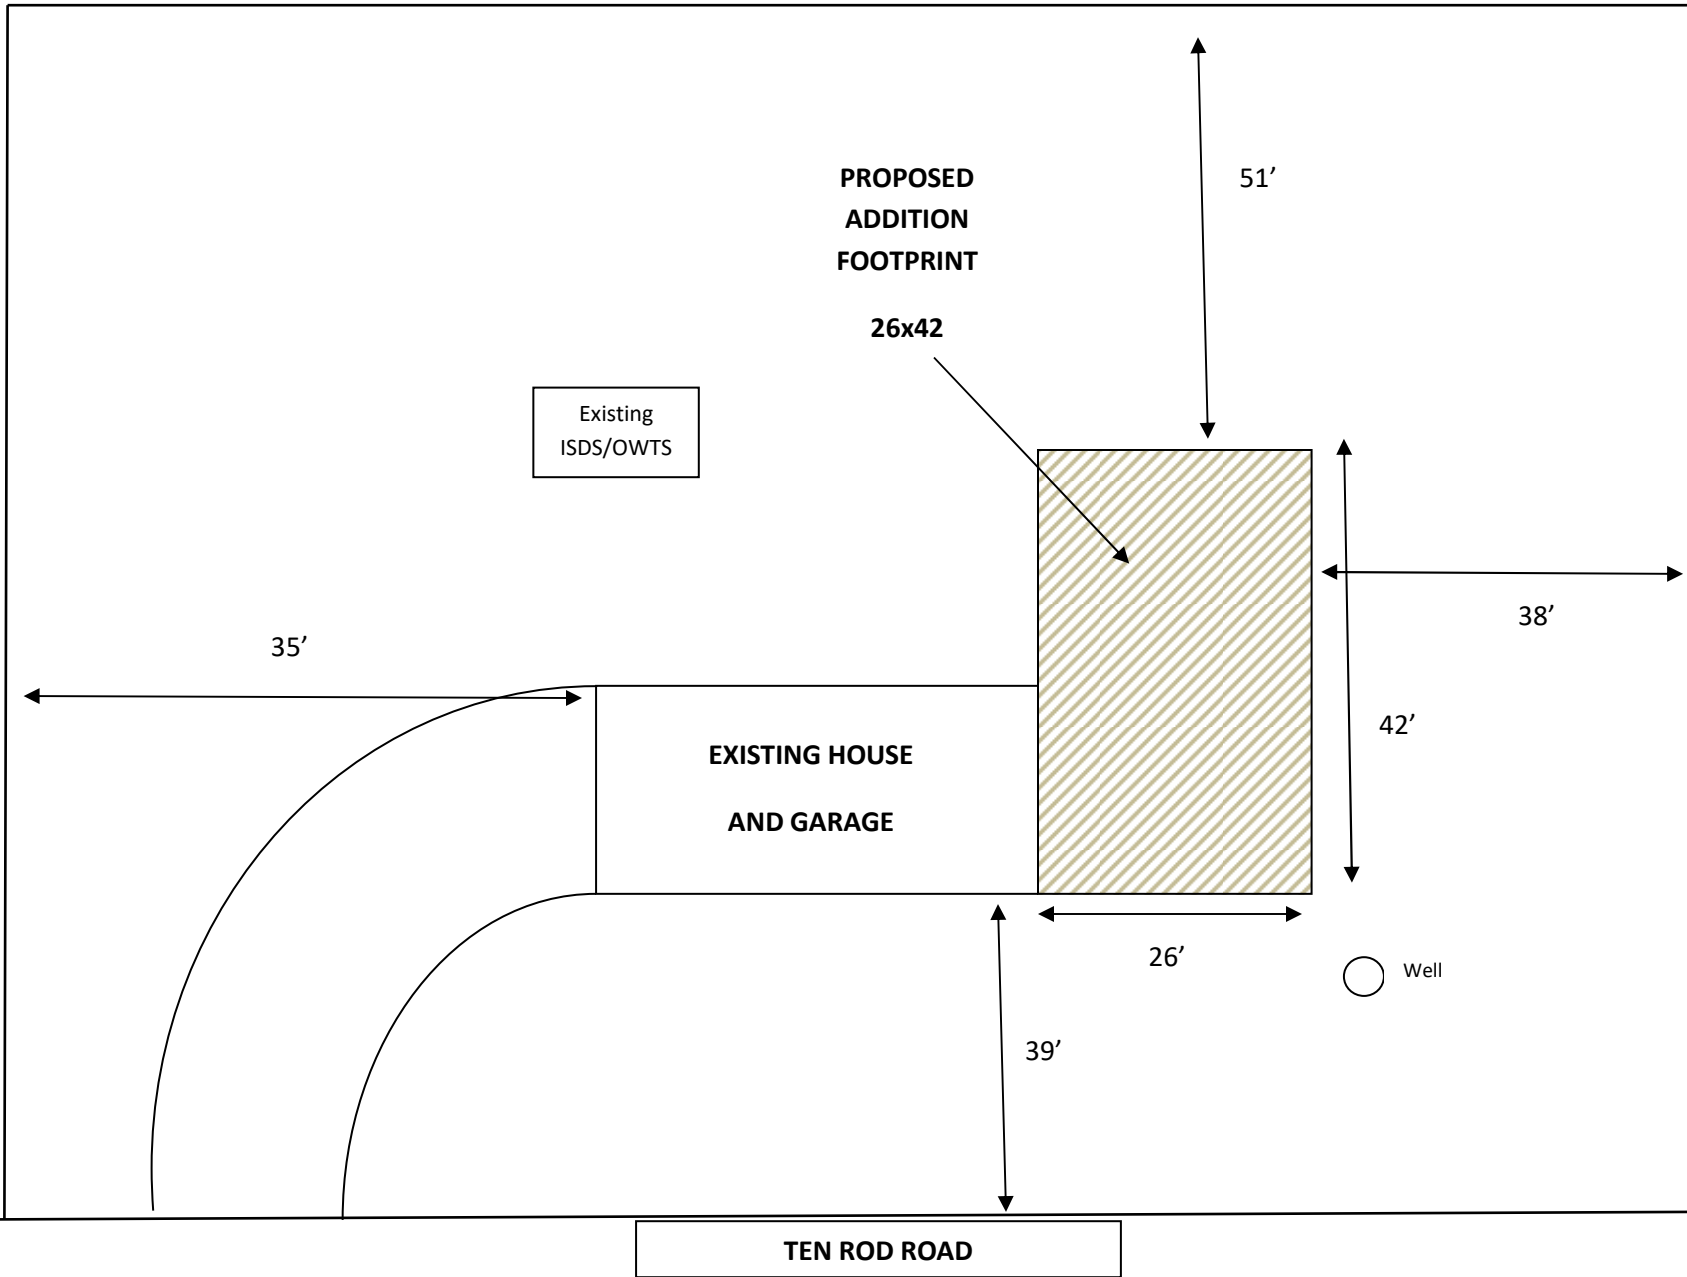 PROPOSED
ADDITION
FOOTPRINT
26x42
51’
Existing
ISDS/OWTS
38’
35’
42’
EXISTING HOUSE
AND GARAGE
26’
Well
39’
TEN ROD ROAD